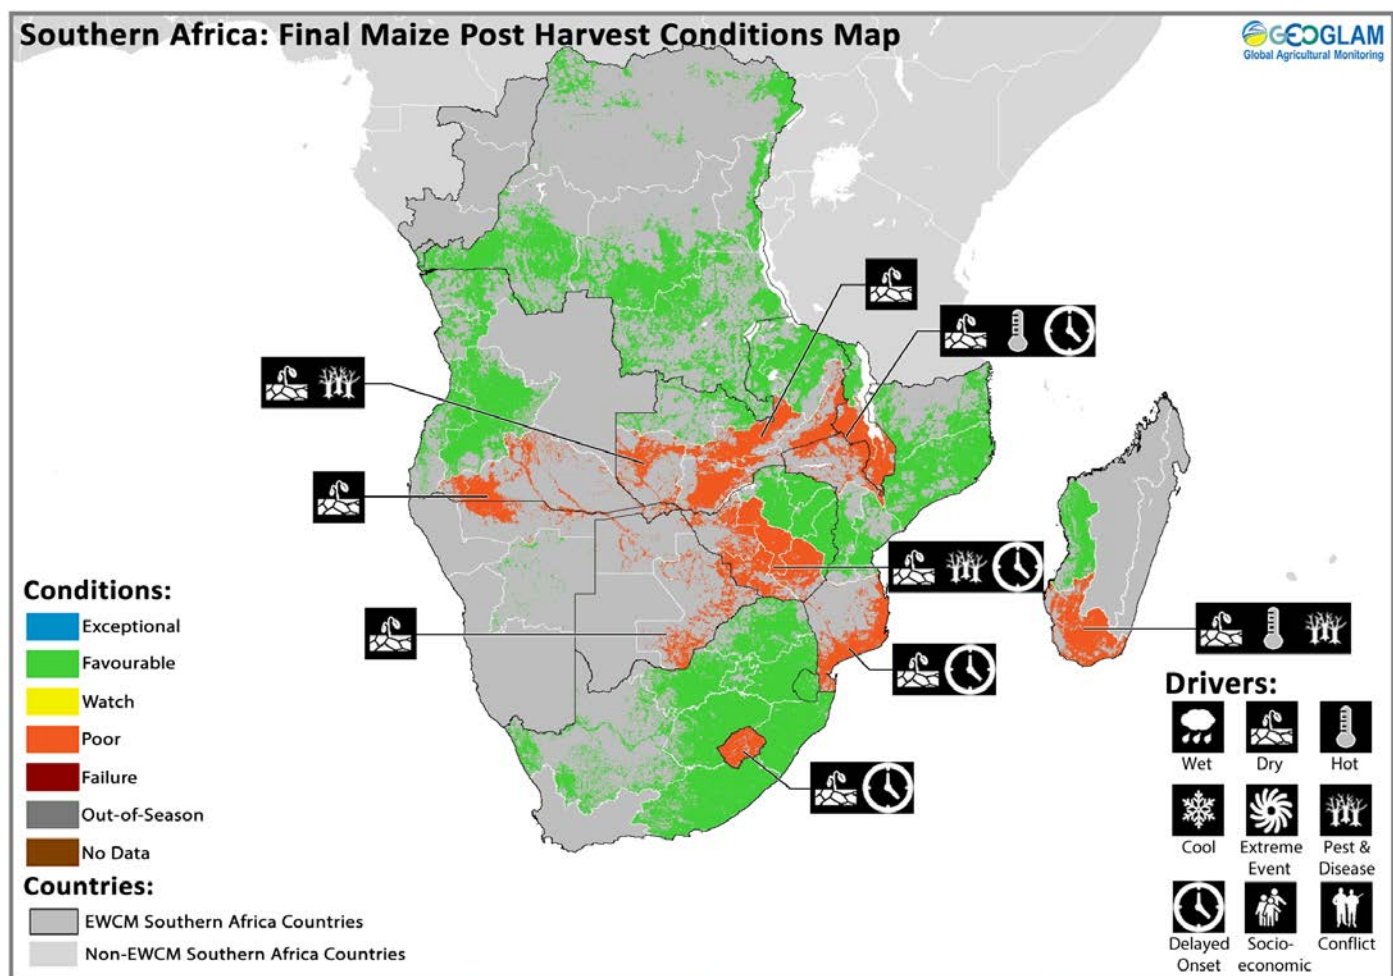 Southern Africa: Final Maize Post Harvest Conditions Map
GEOGLAM
Global Agricultural Monitoring
Conditions:
Exceptional
Favourable
Watch
Poor
Failure
Out-of-Season
No Data
Countries:
EWCM Southern Africa Countries
Non-EWCM Southern Africa Countries
Drivers:
Wet
Dry
Hot
Cool
Extreme
Event
Pest &
Disease
Delayed
Onset
Socio-
economic
Conflict